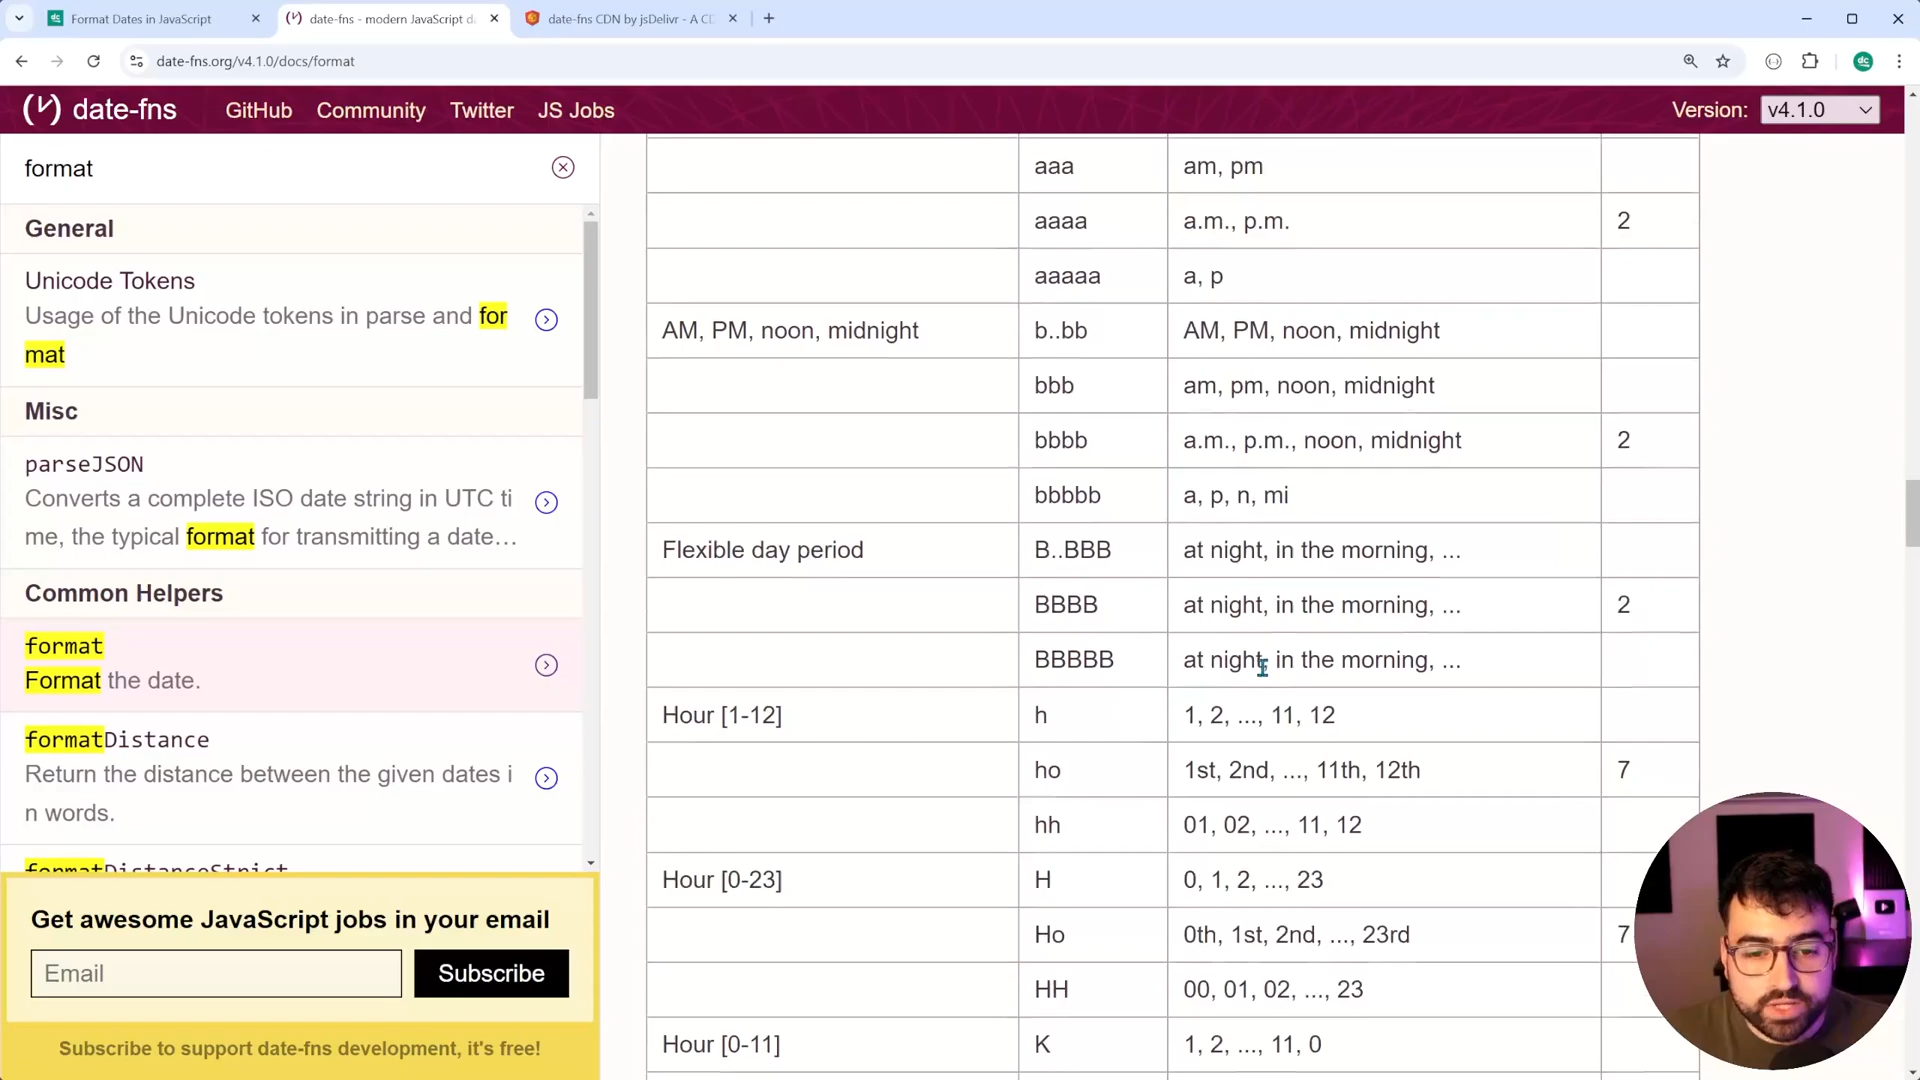 Format Dates in JavaScript
date-fns - modern JavaScript d
date-fns CDN by jsDelivr - A CD
date-fns.org/v4.1.0/docs/format
dc
date-fns
GitHub
Community
Twitter
JS Jobs
Version:
v4.1.0
format
General
Unicode Tokens
Usage of the Unicode tokens in parse and for
mat
Misc
parseJSON
Converts a complete ISO date string in UTC ti
me, the typical format for transmitting a date...
Common Helpers
format
Format the date.
formatDistance
Return the distance between the given dates i
n words.
formatDistanceStrict
Get awesome JavaScript jobs in your email
Email
Subscribe
Subscribe to support date-fns development, it's free!
aaa am, pm
aaaa a.m., p.m. 2
aaaaa a, p
AM, PM, noon, midnight b..bb AM, PM, noon, midnight
bbb am, pm, noon, midnight
bbbb a.m., p.m., noon, midnight 2
bbbbb a, p, n, mi
Flexible day period B..BBB at night, in the morning, ...
BBBB at night, in the morning, ... 2
BBBBB at night, in the morning, ...
Hour [1-12] h 1, 2, ..., 11, 12
ho 1st, 2nd, ..., 11th, 12th 7
hh 01, 02, ..., 11, 12
Hour [0-23] H 0, 1, 2, ..., 23
Ho 0th, 1st, 2nd, ..., 23rd 7
HH 00, 01, 02, ..., 23
Hour [0-11] K 1, 2, ..., 11, 0